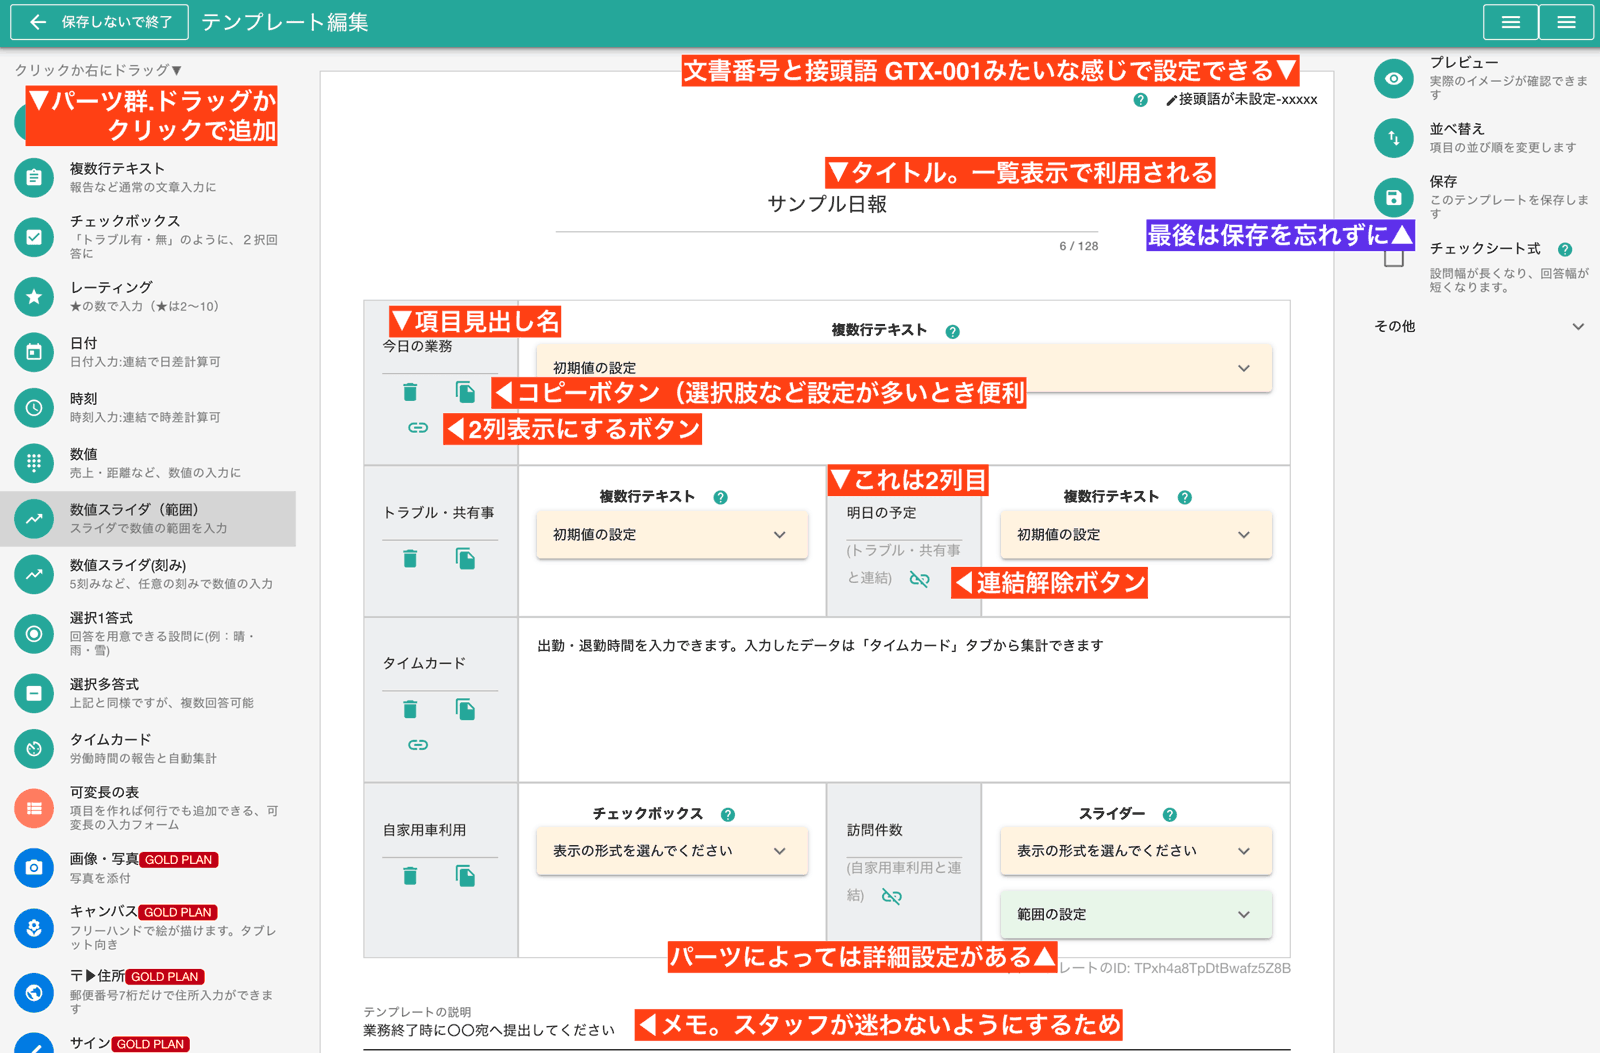 保存しないで終了
テンプレート編集
クリックか右にドラッグ▼
▼パーツ群.ドラッグか
クリックで追加
複数行テキスト
報告など通常の文章入力に
チェックボックス
「トラブル有・無」のように、２択回
答に
レーティング
★の数で入力（★は2〜10）
日付
日付入力:連結で日差計算可
時刻
時刻入力:連結で時差計算可
数値
売上・距離など、数値の入力に
数値スライダ（範囲）
スライダで数値の範囲を入力
数値スライダ(刻み)
5刻みなど、任意の刻みで数値の入力
選択1答式
回答を用意できる設問に(例：晴・
雨・雪)
選択多答式
上記と同様ですが、複数回答可能
タイムカード
労働時間の報告と自動集計
可変長の表
項目を作れば何行でも追加できる、可
変長の入力フォーム
画像・写真GOLD PLAN
写真を添付
キャンバスGOLD PLAN
フリーハンドで絵が描けます。タブレ
ット向き
〒▶住所GOLD PLAN
郵便番号7桁だけで住所入力ができま
す
サインGOLD PLAN
文書番号と接頭語 GTX-001みたいな感じで設定できる▼
接頭語が未設定-xxxxx
▼タイトル。一覧表示で利用される
サンプル日報
6 / 128
最後は保存を忘れずに▲
▼項目見出し名
今日の業務
複数行テキスト
初期値の設定
◀コピーボタン（選択肢など設定が多いとき便利
◀2列表示にするボタン
トラブル・共有事
複数行テキスト
初期値の設定
▼これは2列目
明日の予定
(トラブル・共有事
と連結)
◀連結解除ボタン
複数行テキスト
初期値の設定
タイムカード
出勤・退勤時間を入力できます。入力したデータは「タイムカード」タブから集計できます
自家用車利用
チェックボックス
表示の形式を選んでください
訪問件数
(自家用車利用と連
結)
スライダー
表示の形式を選んでください
範囲の設定
パーツによっては詳細設定がある▲
レートのID: TPxh4a8TpDtBwafz5Z8B
テンプレートの説明
業務終了時に〇〇宛へ提出してください
◀メモ。スタッフが迷わないようにするため
プレビュー
実際のイメージが確認できま
す
並べ替え
項目の並び順を変更します
保存
このテンプレートを保存しま
す
チェックシート式
設問幅が長くなり、回答幅が
短くなります。
その他